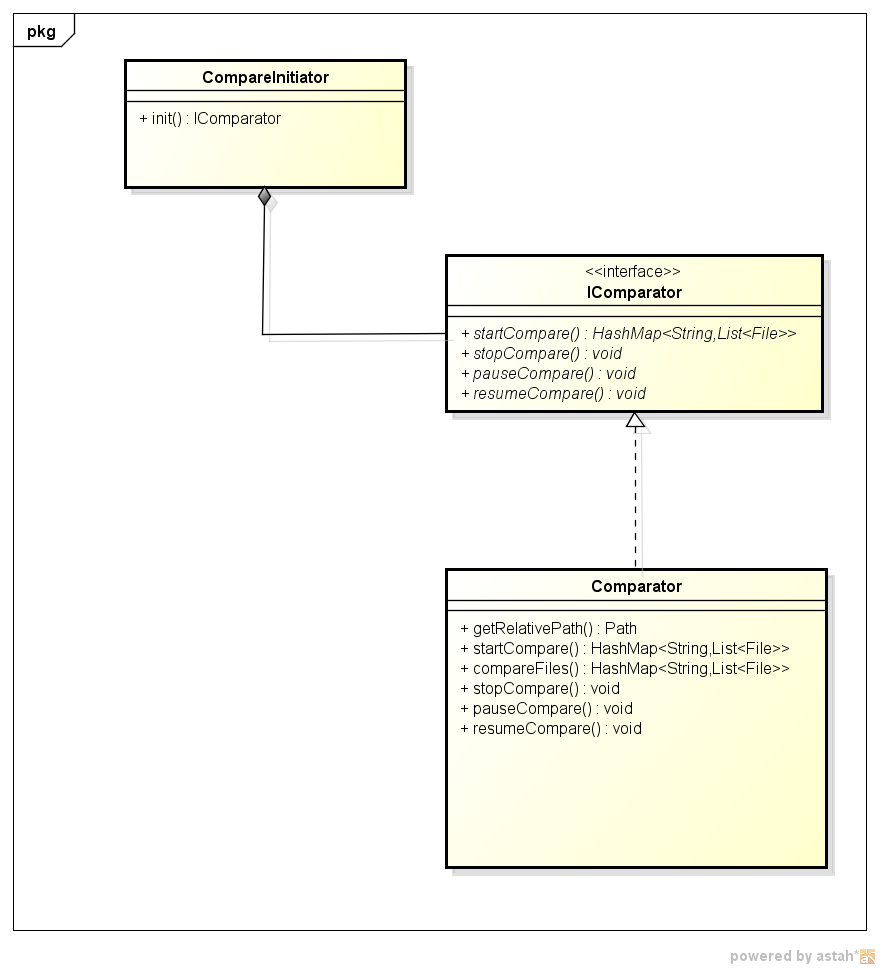 pkg
CompareInitiator
+ init() : IComparator
<<interface>>
IComparator
+ startCompare() : HashMap<String,List<File>>
+ stopCompare() : void
+ pauseCompare() : void
+ resumeCompare() : void
Comparator
+ getRelativePath() : Path
+ startCompare() : HashMap<String,List<File>>
+ compareFiles() : HashMap<String,List<File>>
+ stopCompare() : void
+ pauseCompare() : void
+ resumeCompare() : void
powered by astah*